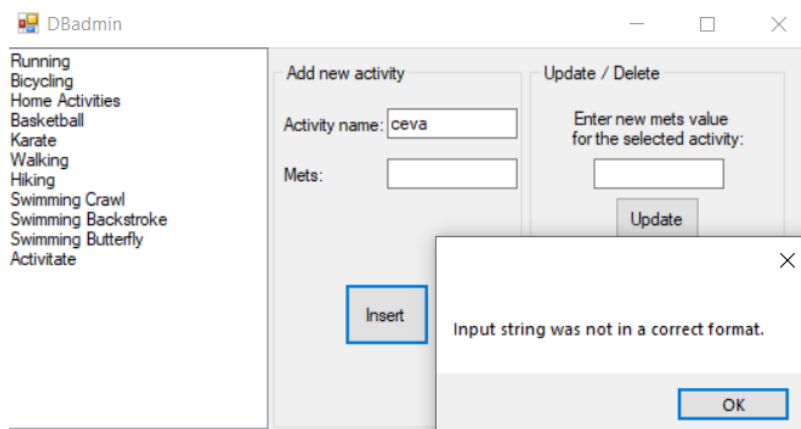 DBadmin
Running
Bicycling
Home Activities
Basketball
Karate
Walking
Hiking
Swimming Crawl
Swimming Backstroke
Swimming Butterfly
Activitate
Add new activity
Activity name: ceva
Mets:
Insert
Update / Delete
Enter new mets value
for the selected activity:
Update
Input string was not in a correct format.
OK